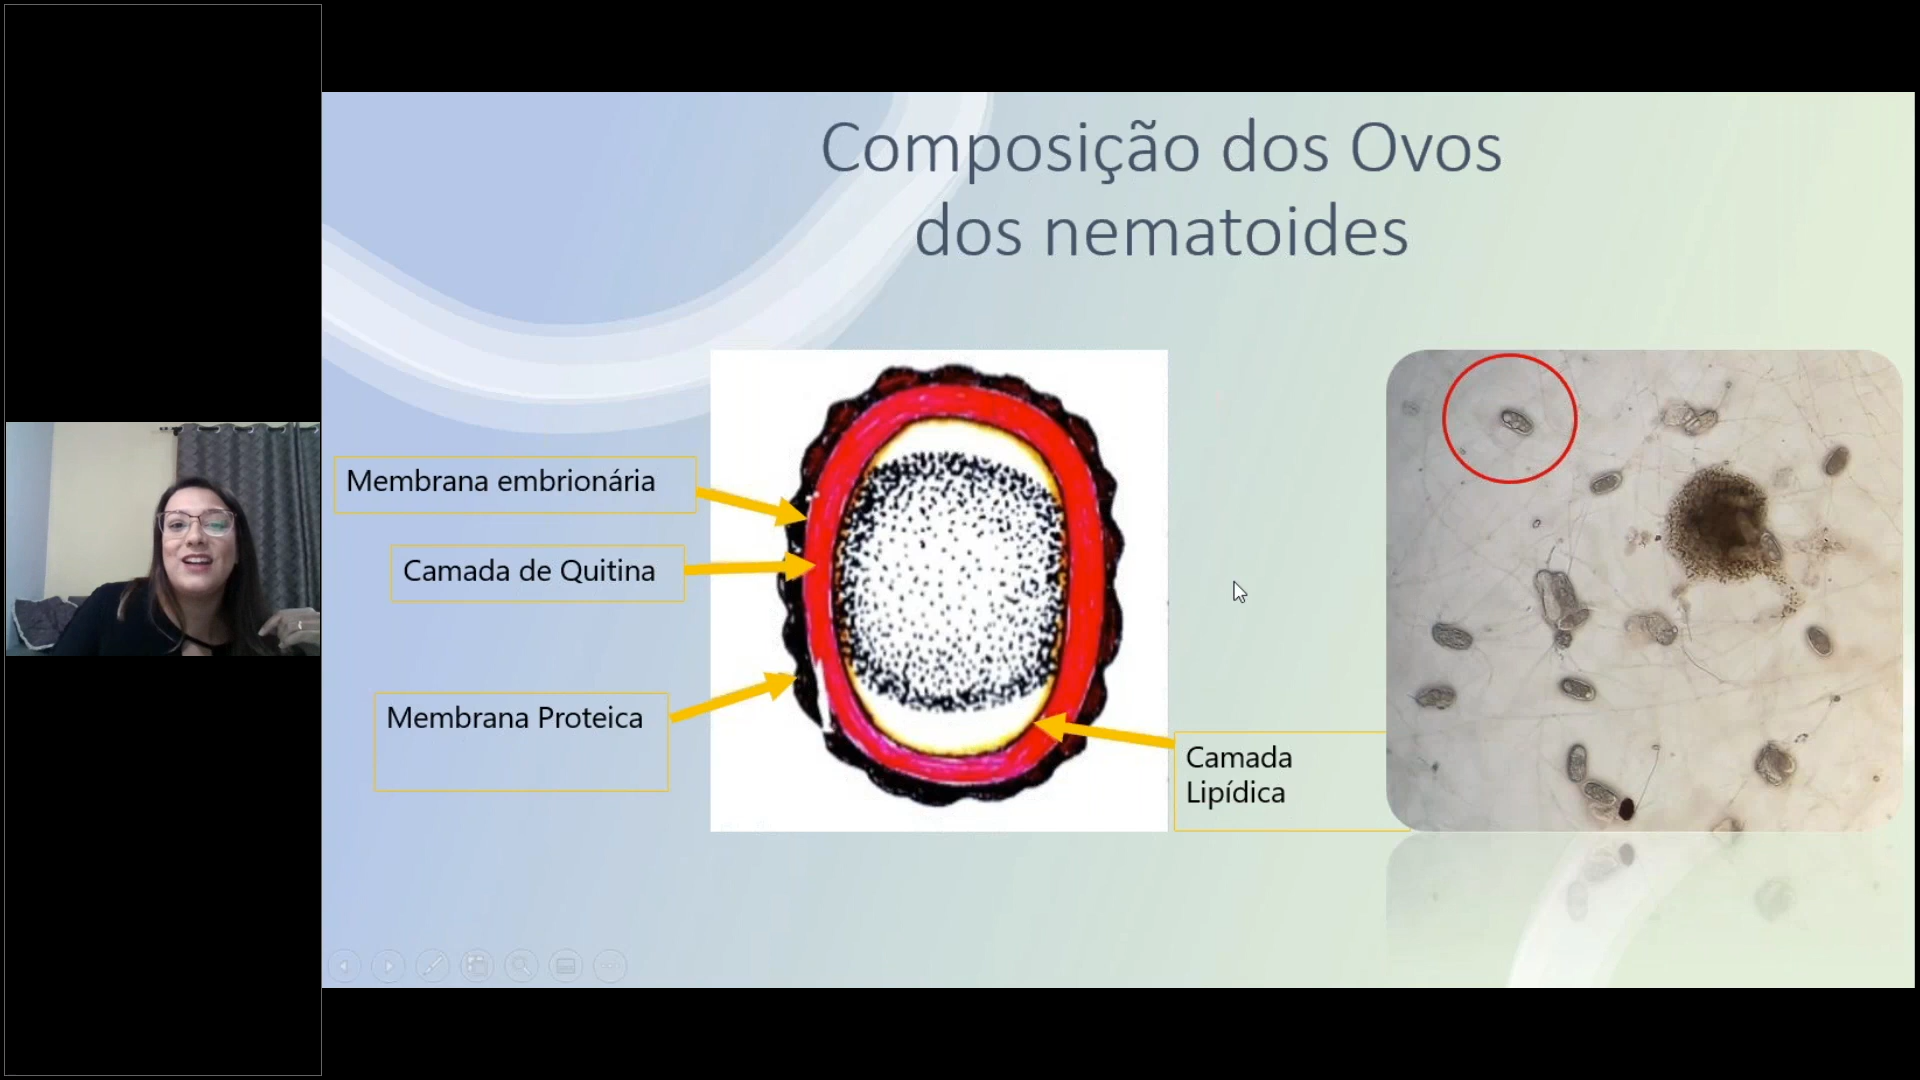 Composição dos Ovos
dos nematoides
Membrana embrionária
Camada de Quitina
Membrana Proteica
Camada
Lipídica